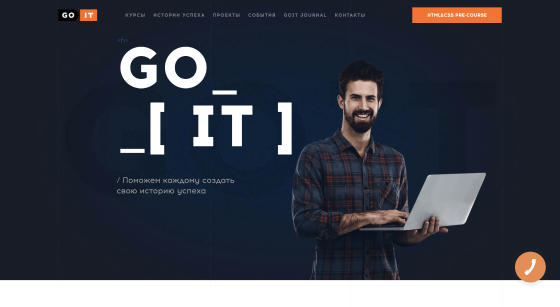 GO IT
КУРСЫ ИСТОРИИ УСПЕХА ПРОЕКТЫ СОБЫТИЯ GOIT JOURNAL КОНТАКТЫ
HTML&CSS PRE-COURSE
GO_
_[ IT ]
/ Поможем каждому создать
свою историю успеха